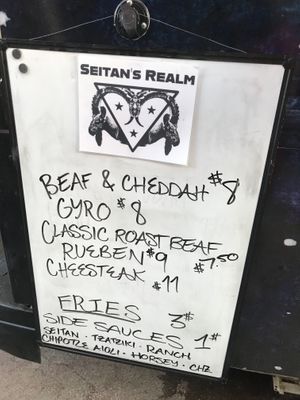 SEITAN'S REALM
BEAF & CHEDDAH $8
GYRO $8
CLASSIC ROAST BEAF
$7.50
RUEBEN $9
CHEESTEAK $11
FRIES 3$
SIDE SAUCES 1$
SEITAN · TZATZIKI · RANCH
CHIPOTLE AIOLI · HORSEY · CHZ